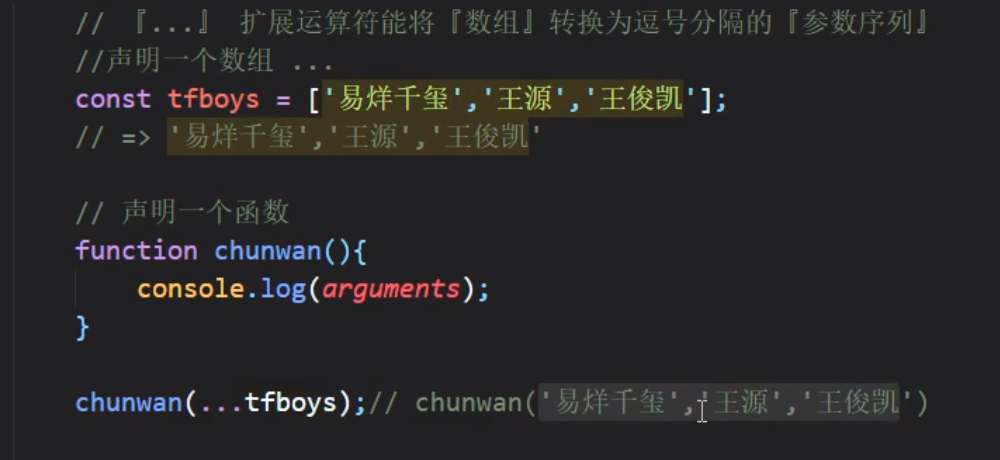 // 『...』 扩展运算符能将『数组』转换为逗号分隔的『参数序列』
//声明一个数组 ...
const tfboys = ['易烊千玺','王源','王俊凯'];
// => '易烊千玺','王源','王俊凯'
// 声明一个函数
function chunwan(){
    console.log(arguments);
}
chunwan(...tfboys);// chunwan('易烊千玺','王源','王俊凯')